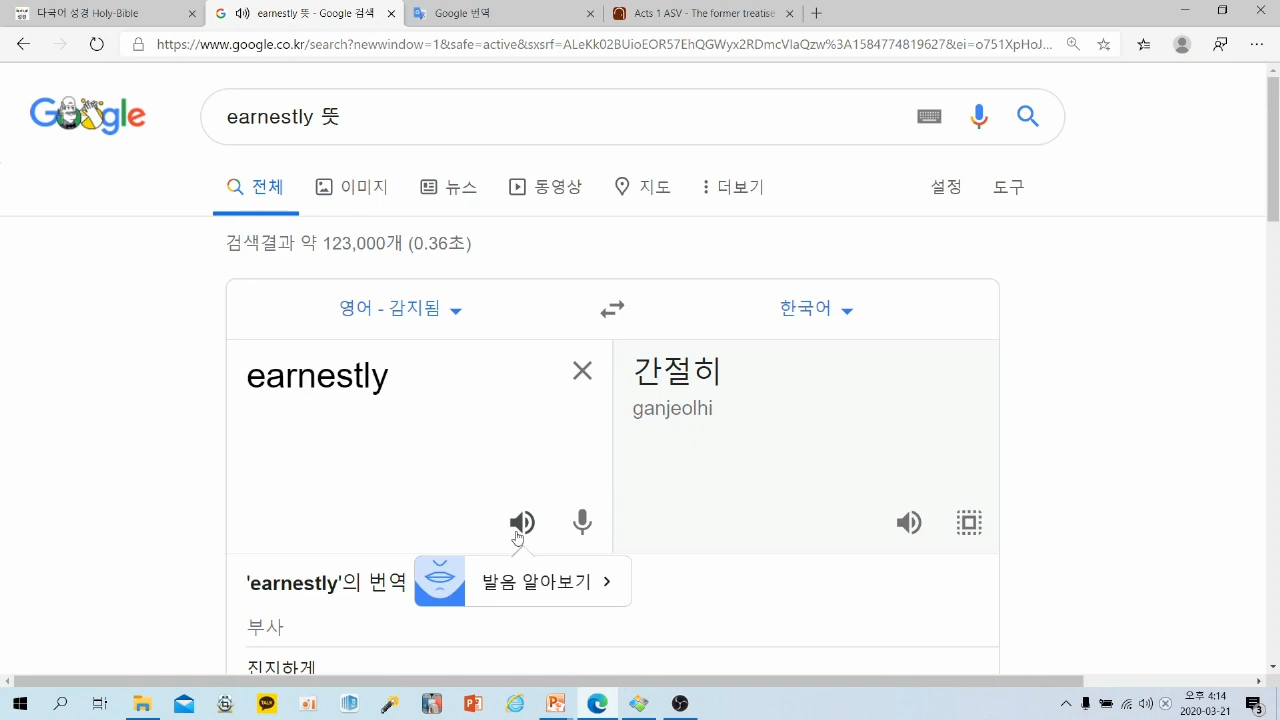 다국어 성경 Holy-Bible
earnestly 뜻 - Google 검색
Google 번역
Acts 1 ASV - The former treatise
https://www.google.co.kr/search?newwindow=1&safe=active&sxsrf=ALeKk02BUioEOR57EhQGWyx2RDmcVIaQzw%3A1584774819627&ei=o751XpHoJ...
Google
earnestly 뜻
전체
이미지
뉴스
동영상
지도
더보기
설정
도구
검색결과 약 123,000개 (0.36초)
영어 - 감지됨
한국어
earnestly
간절히
ganjeolhi
'earnestly'의 번역
발음 알아보기
부사
진지하게
TALK
오후 4:14
2020-03-21
3